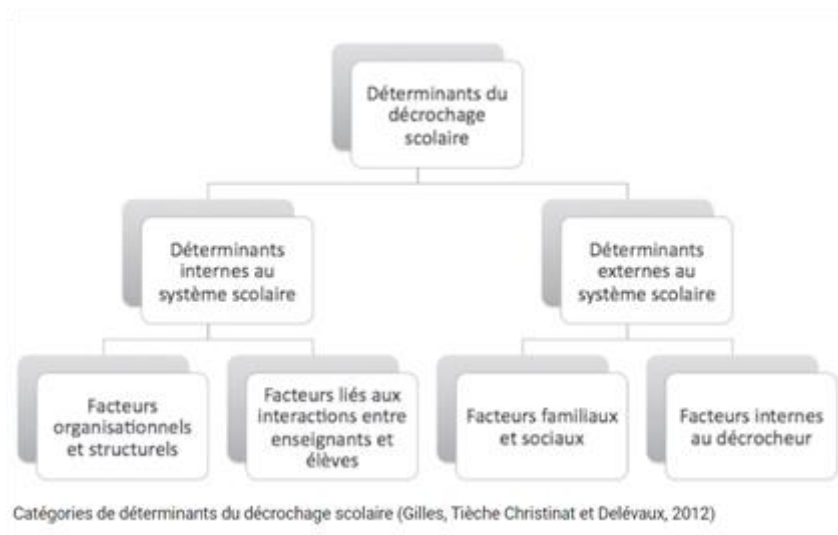 Déterminants du
décrochage
scolaire
Déterminants
internes au
système scolaire
Déterminants
externes au
système scolaire
Facteurs
organisationnels
et structurels
Facteurs liés aux
interactions entre
enseignants et
élèves
Facteurs familiaux
et sociaux
Facteurs internes
au décrocheur
Catégories de déterminants du décrochage scolaire (Gilles, Tièche Christinat et Delévaux, 2012)